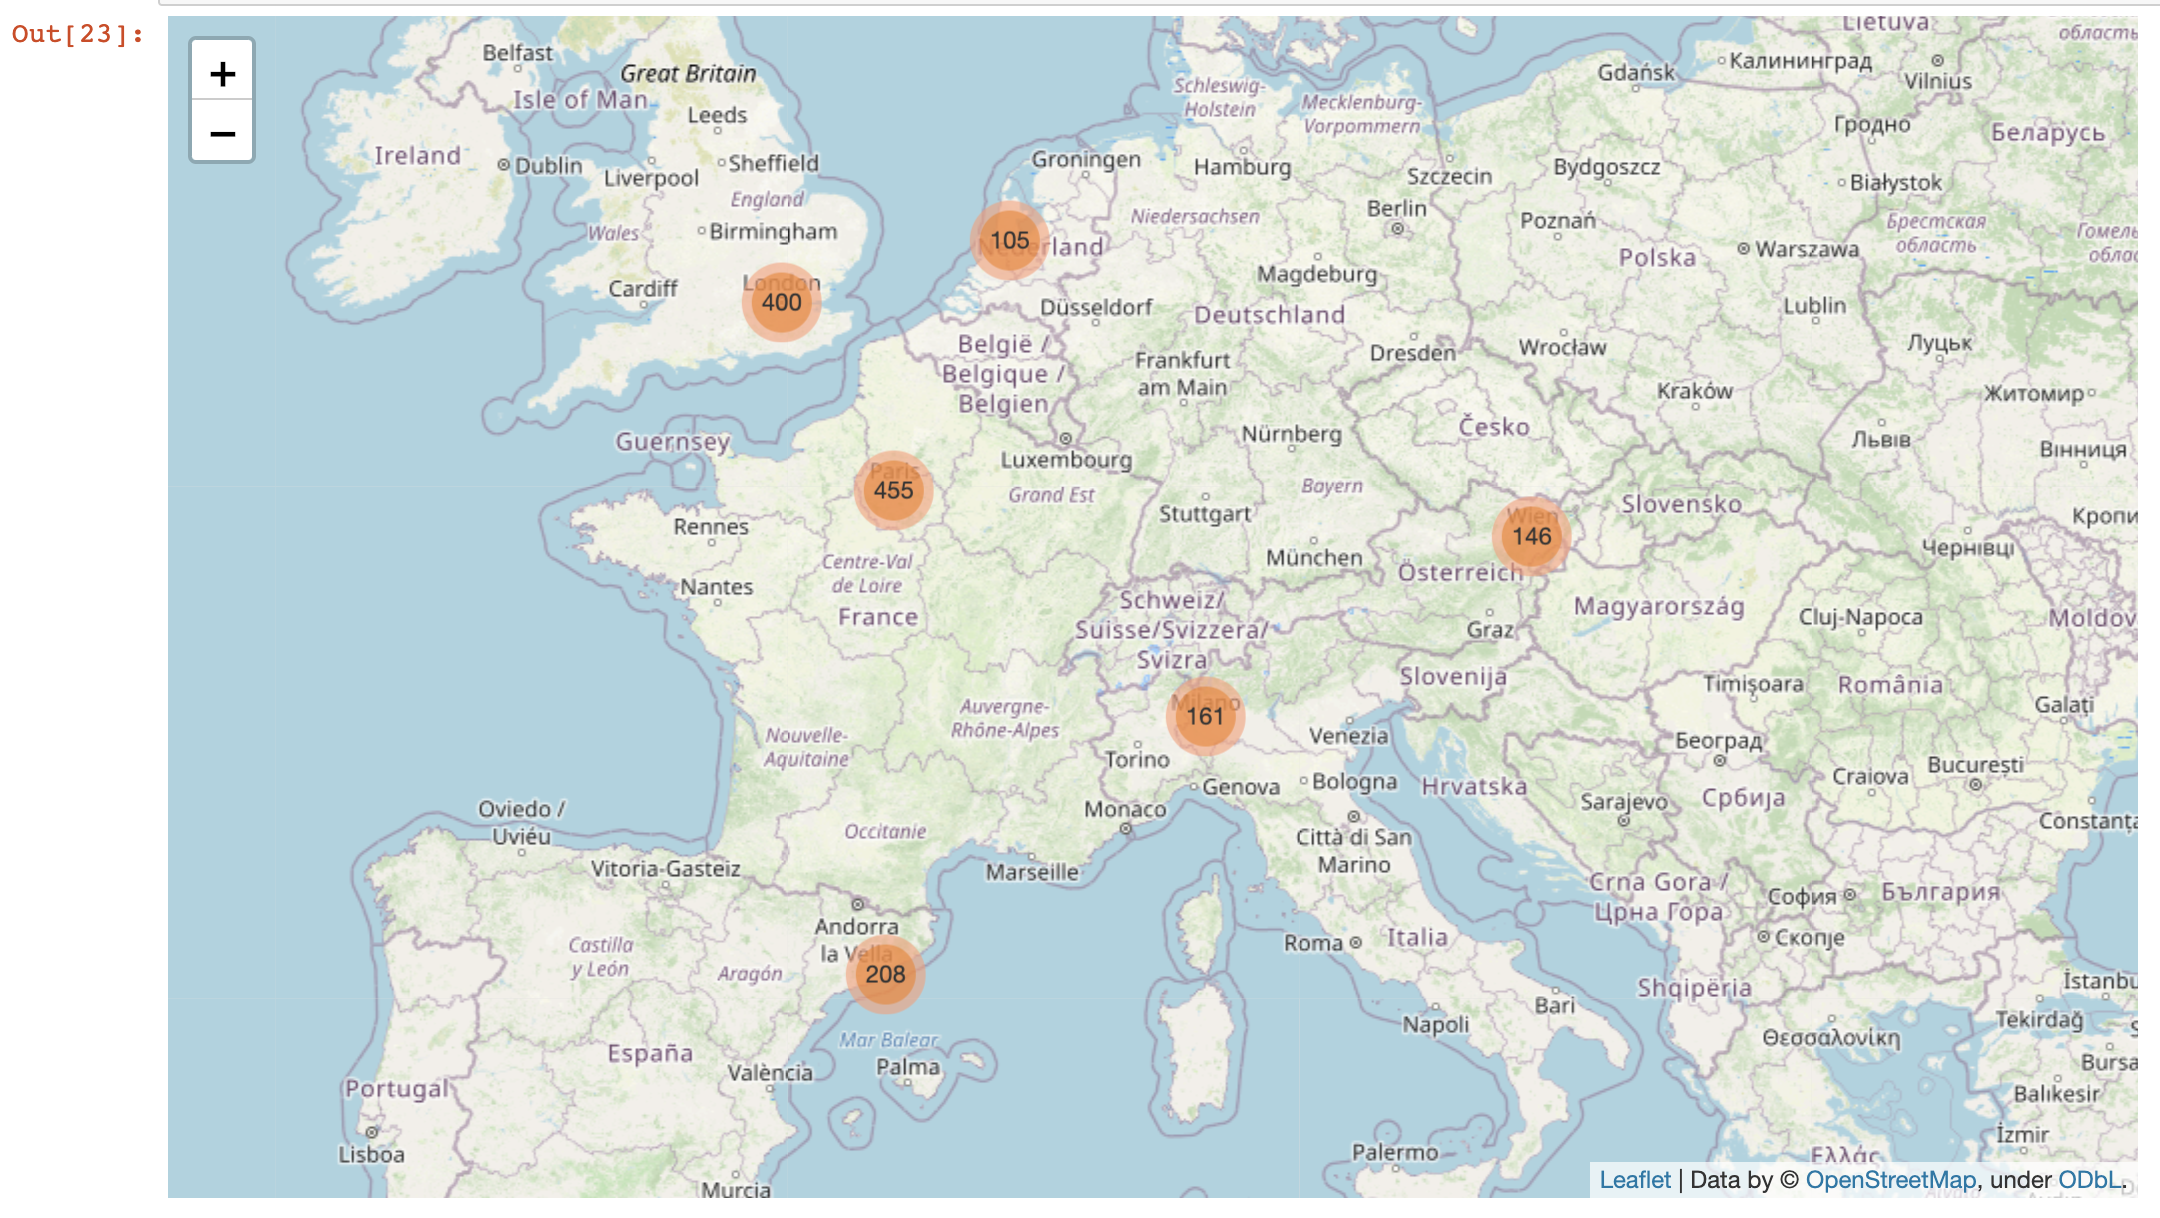 Out[23]:
+
−
Belfast
Great Britain
Isle of Man
Leeds
Ireland
Dublin
Liverpool
Sheffield
England
Wales
Birmingham
Cardiff
London
400
Guernsey
Groningen
105
Schleswig-
Holstein
Mecklenburg-
Vorpommern
Hamburg
Szczecin
Niedersachsen
Berlin
Magdeburg
Düsseldorf
Deutschland
België /
Belgique /
Belgien
Frankfurt
am Main
Dresden
Luxembourg
Nürnberg
Grand Est
Bayern
Stuttgart
München
Gdańsk
Калининград
Lietuva
Vilnius
область
Гродно
Беларусь
Bydgoszcz
Białystok
Poznań
Polska
Warszawa
Брестская
область
Lublin
Wrocław
Kraków
Луцьк
Житомир
Česko
Львів
Вінниця
Slovensko
Чернівці
Paris
455
Rennes
Nantes
Centre-Val
de Loire
France
Schweiz/
Suisse/Svizzera/
Svizra
Wien
146
Österreich
Graz
Magyarország
Cluj-Napoca
Slovenija
Timișoara
România
Galați
Milano
161
Auvergne-
Rhône-Alpes
Nouvelle-
Aquitaine
Torino
Venezia
Genova
Bologna
Hrvatska
Београд
Craiova
București
Sarajevo
Србија
Constanța
Monaco
Occitanie
Marseille
Città di San
Marino
Oviedo /
Uviéu
Vitoria-Gasteiz
Andorra
la Vella
208
Castilla
y León
Aragón
Crna Gora /
Црна Гора
София
България
Roma
Italia
Скопје
Shqipëria
Bari
Napoli
Θεσσαλονίκη
Tekirdağ
Balıkesir
İzmir
Ελλάς
Mar Balear
España
València
Palma
Portugal
Lisboa
Murcia
Palermo
Leaflet | Data by © OpenStreetMap, under ODbL.